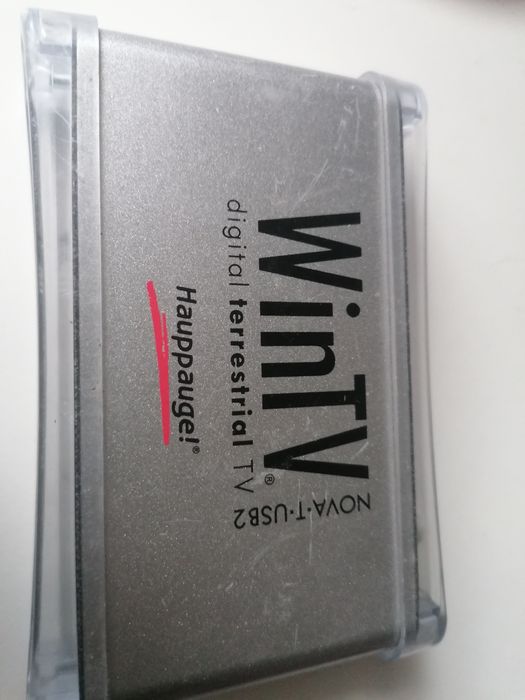 WinTV®
digital terrestrial TV
Hauppauge!®
NOVA·T·USB2